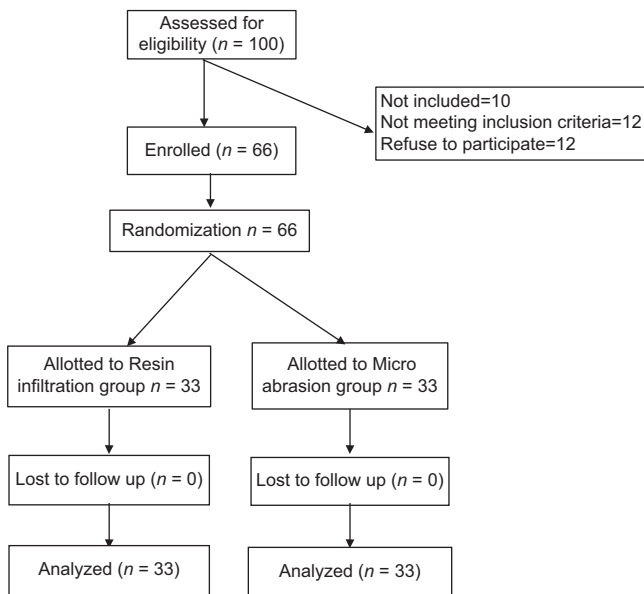 Assessed for
eligibility (n = 100)
Not included=10
Not meeting inclusion criteria=12
Refuse to participate=12
Enrolled (n = 66)
Randomization n = 66
Allotted to Resin
infiltration group n = 33
Allotted to Micro
abrasion group n = 33
Lost to follow up (n = 0)
Lost to follow up (n = 0)
Analyzed (n = 33)
Analyzed (n = 33)